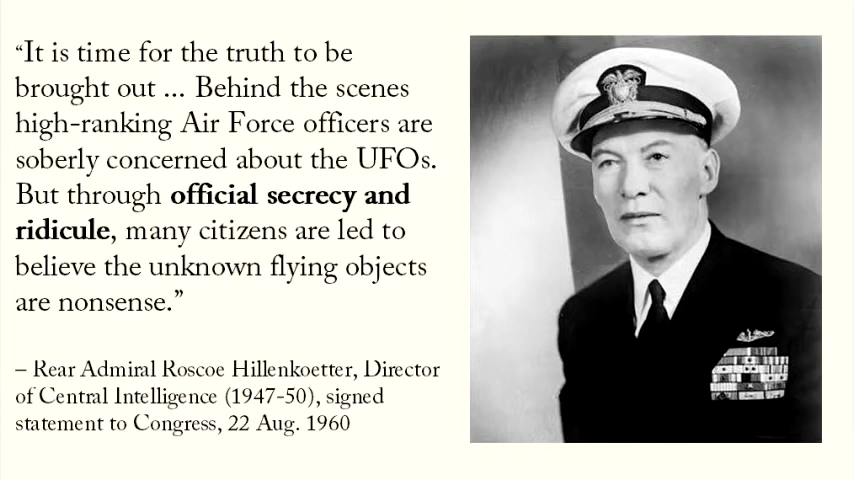 “It is time for the truth to be
brought out ... Behind the scenes
high-ranking Air Force officers are
soberly concerned about the UFOs.
But through official secrecy and
ridicule, many citizens are led to
believe the unknown flying objects
are nonsense.”
– Rear Admiral Roscoe Hillenkoetter, Director
of Central Intelligence (1947-50), signed
statement to Congress, 22 Aug. 1960